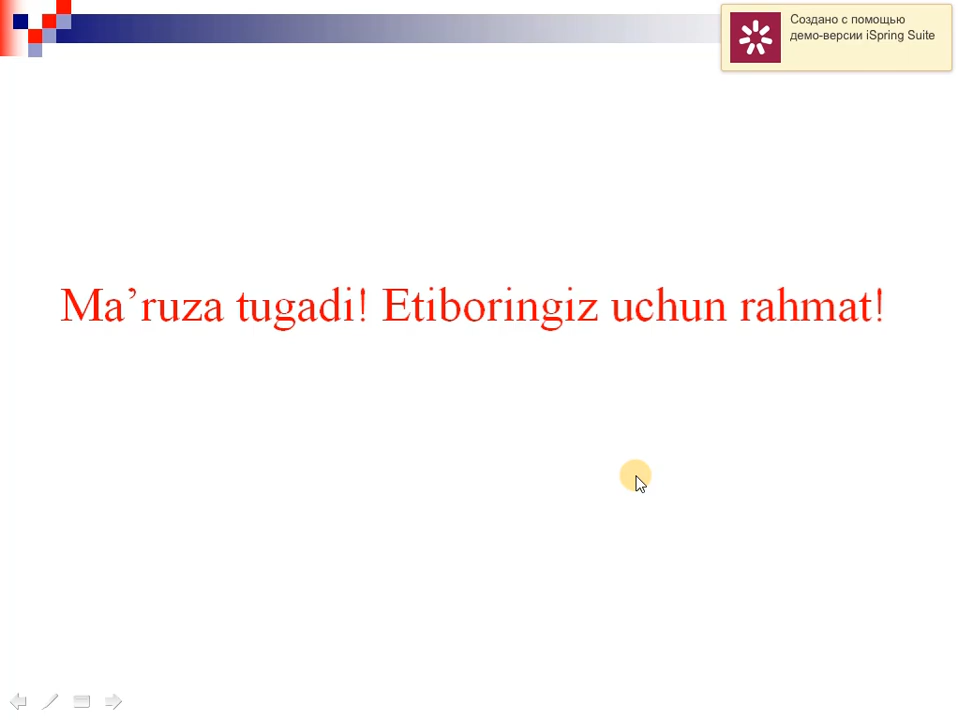 Создано с помощью
демо-версии iSpring Suite
Ma’ruza tugadi! Etiboringiz uchun rahmat!